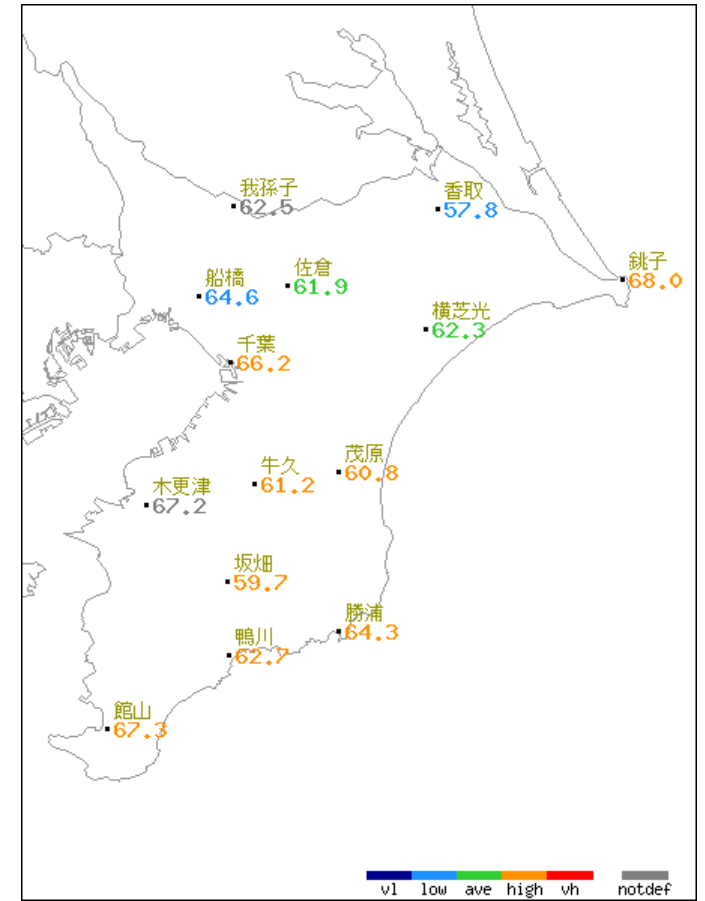 我孫子
62.5
香取
57.8
銚子
68.0
船橋
64.6
佐倉
61.9
横芝光
62.3
千葉
66.2
茂原
60.8
牛久
61.2
木更津
67.2
坂畑
59.7
勝浦
64.3
鴨川
62.7
館山
67.3
vl low ave high vh notdef